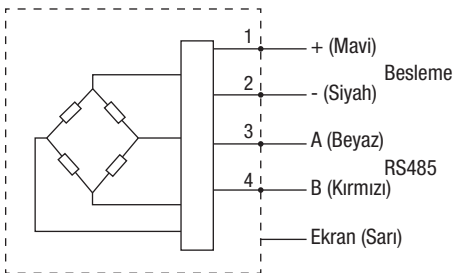 1 + (Mavi)
Besleme
2 - (Siyah)
3 A (Beyaz)
RS485
4 B (Kırmızı)
Ekran (Sarı)